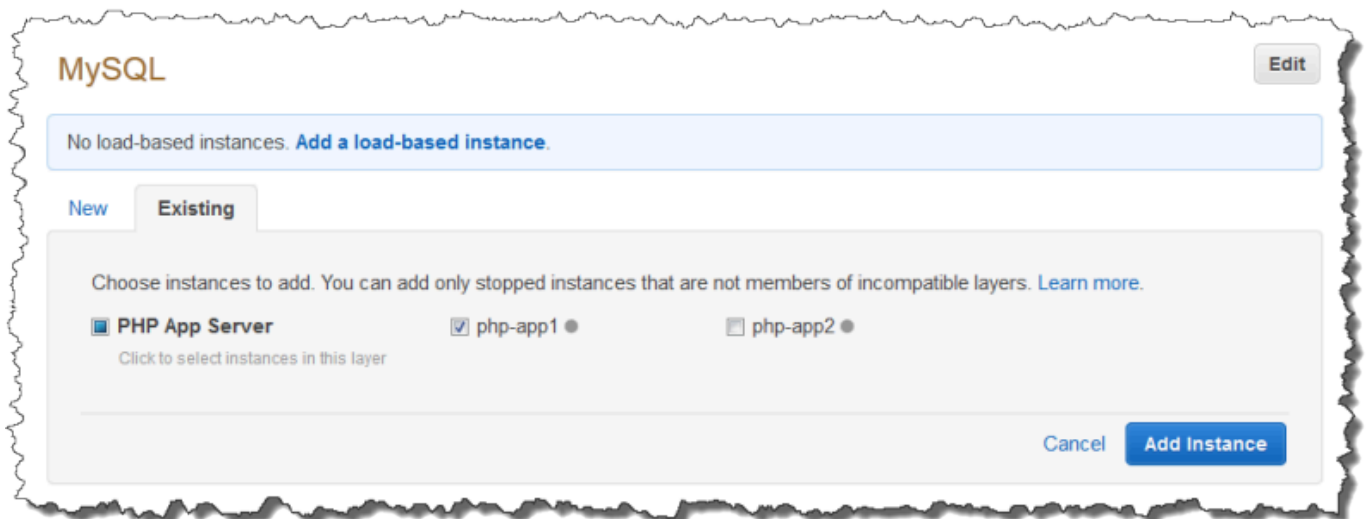 MySQL
Edit
No load-based instances. Add a load-based instance.
New Existing
Choose instances to add. You can add only stopped instances that are not members of incompatible layers. Learn more.
PHP App Server php-app1 php-app2
Click to select instances in this layer
Cancel Add Instance